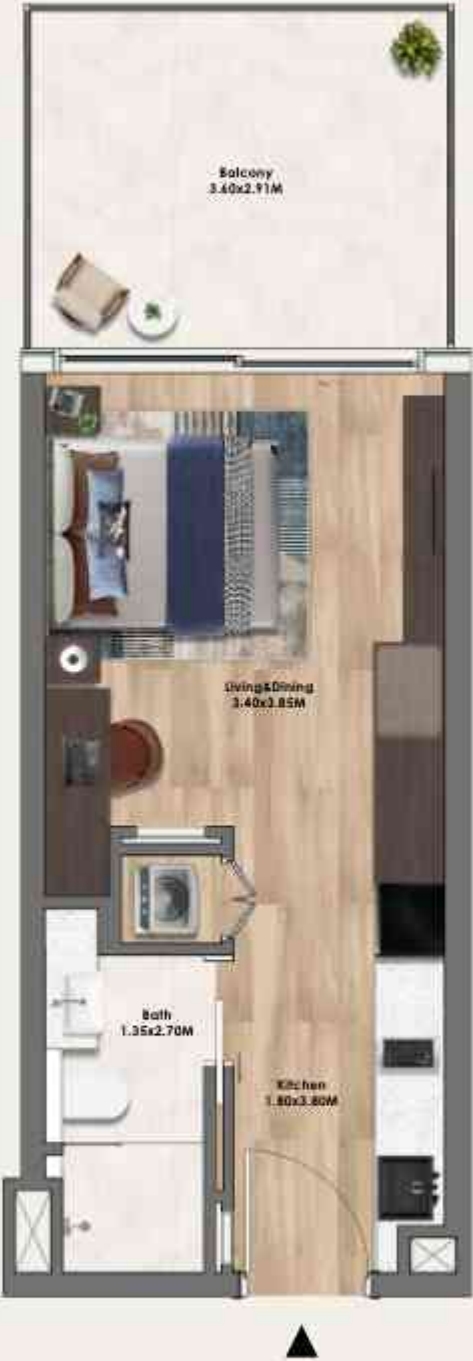 Balcony
3.60x2.91M
Living&Dining
3.40x3.85M
Bath
1.35x2.70M
Kitchen
1.80x3.80M